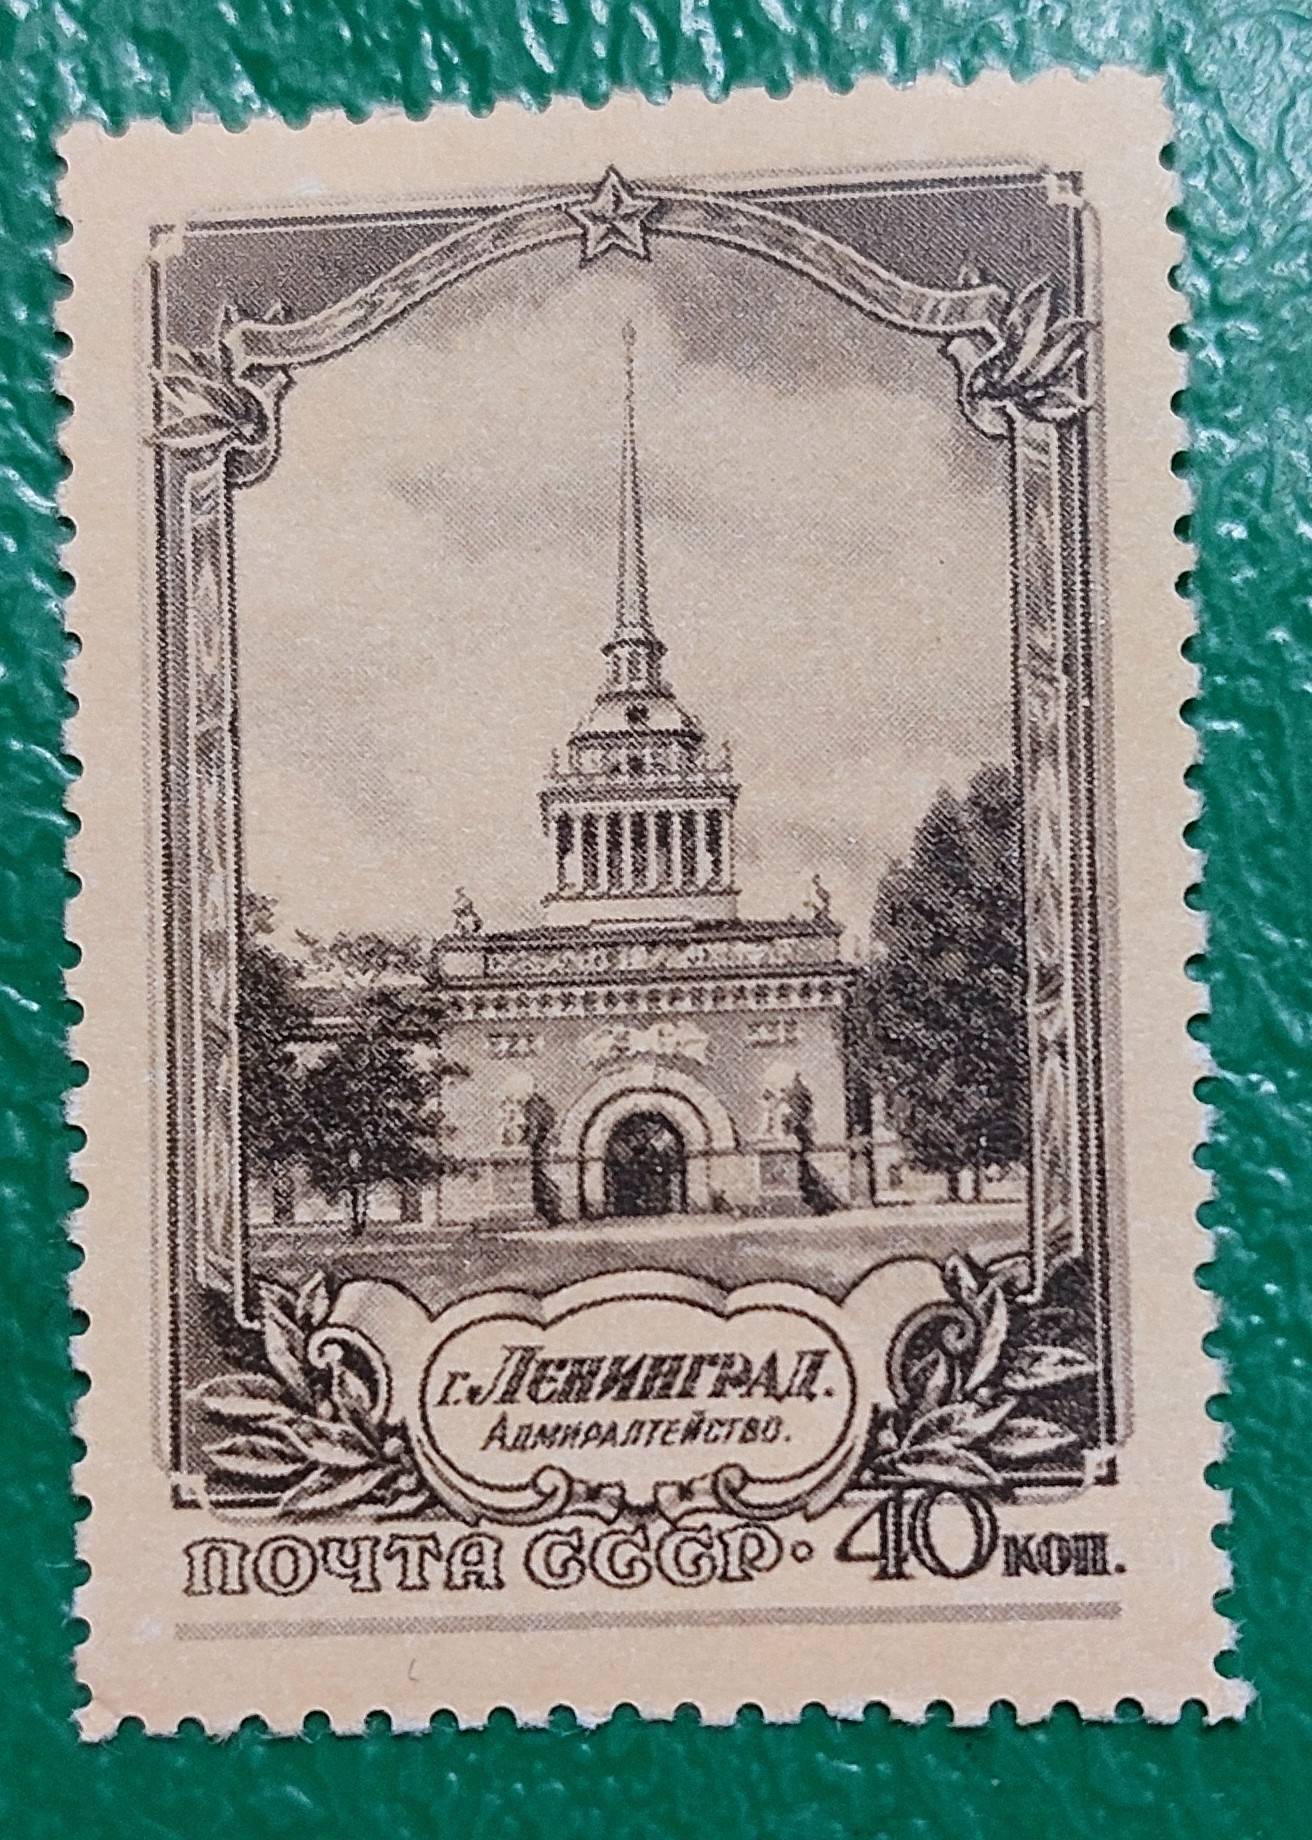 г. Ленинград.
Адмиралтейство.
ПОЧТА СССР • 40 коп.